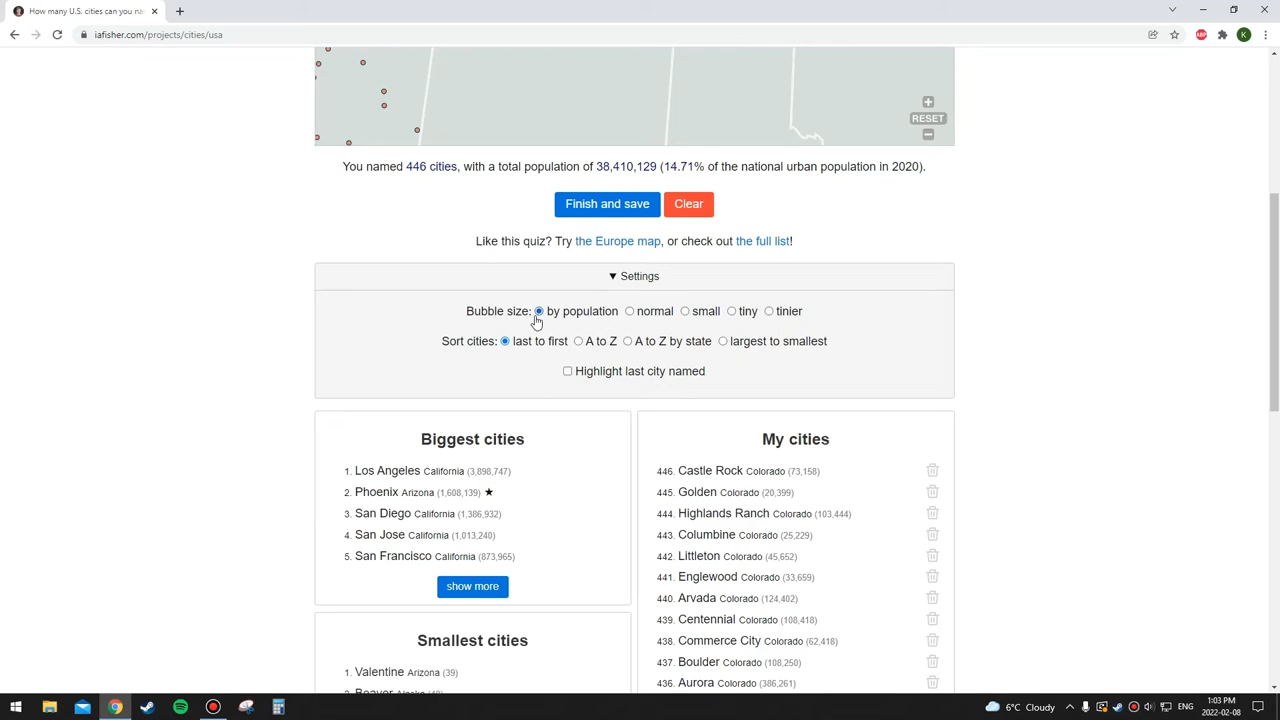 How many U.S. cities can you na
iafisher.com/projects/cities/usa
ABP
K
RESET
You named 446 cities, with a total population of 38,410,129 (14.71% of the national urban population in 2020).
Finish and save
Clear
Like this quiz? Try the Europe map, or check out the full list!
▼ Settings
Bubble size: by population normal small tiny tinier
Sort cities: last to first A to Z A to Z by state largest to smallest
Highlight last city named
Biggest cities
1. Los Angeles California (3,898,747)
2. Phoenix Arizona (1,608,139) ★
3. San Diego California (1,386,932)
4. San Jose California (1,013,240)
5. San Francisco California (873,965)
show more
Smallest cities
1. Valentine Arizona (39)
2. Beaver Alaska (48)
My cities
446. Castle Rock Colorado (73,158)
445. Golden Colorado (20,399)
444. Highlands Ranch Colorado (103,444)
443. Columbine Colorado (25,229)
442. Littleton Colorado (45,652)
441. Englewood Colorado (33,659)
440. Arvada Colorado (124,402)
439. Centennial Colorado (108,418)
438. Commerce City Colorado (62,418)
437. Boulder Colorado (108,250)
436. Aurora Colorado (386,261)
6°C Cloudy
ENG
1:03 PM
2022-02-08